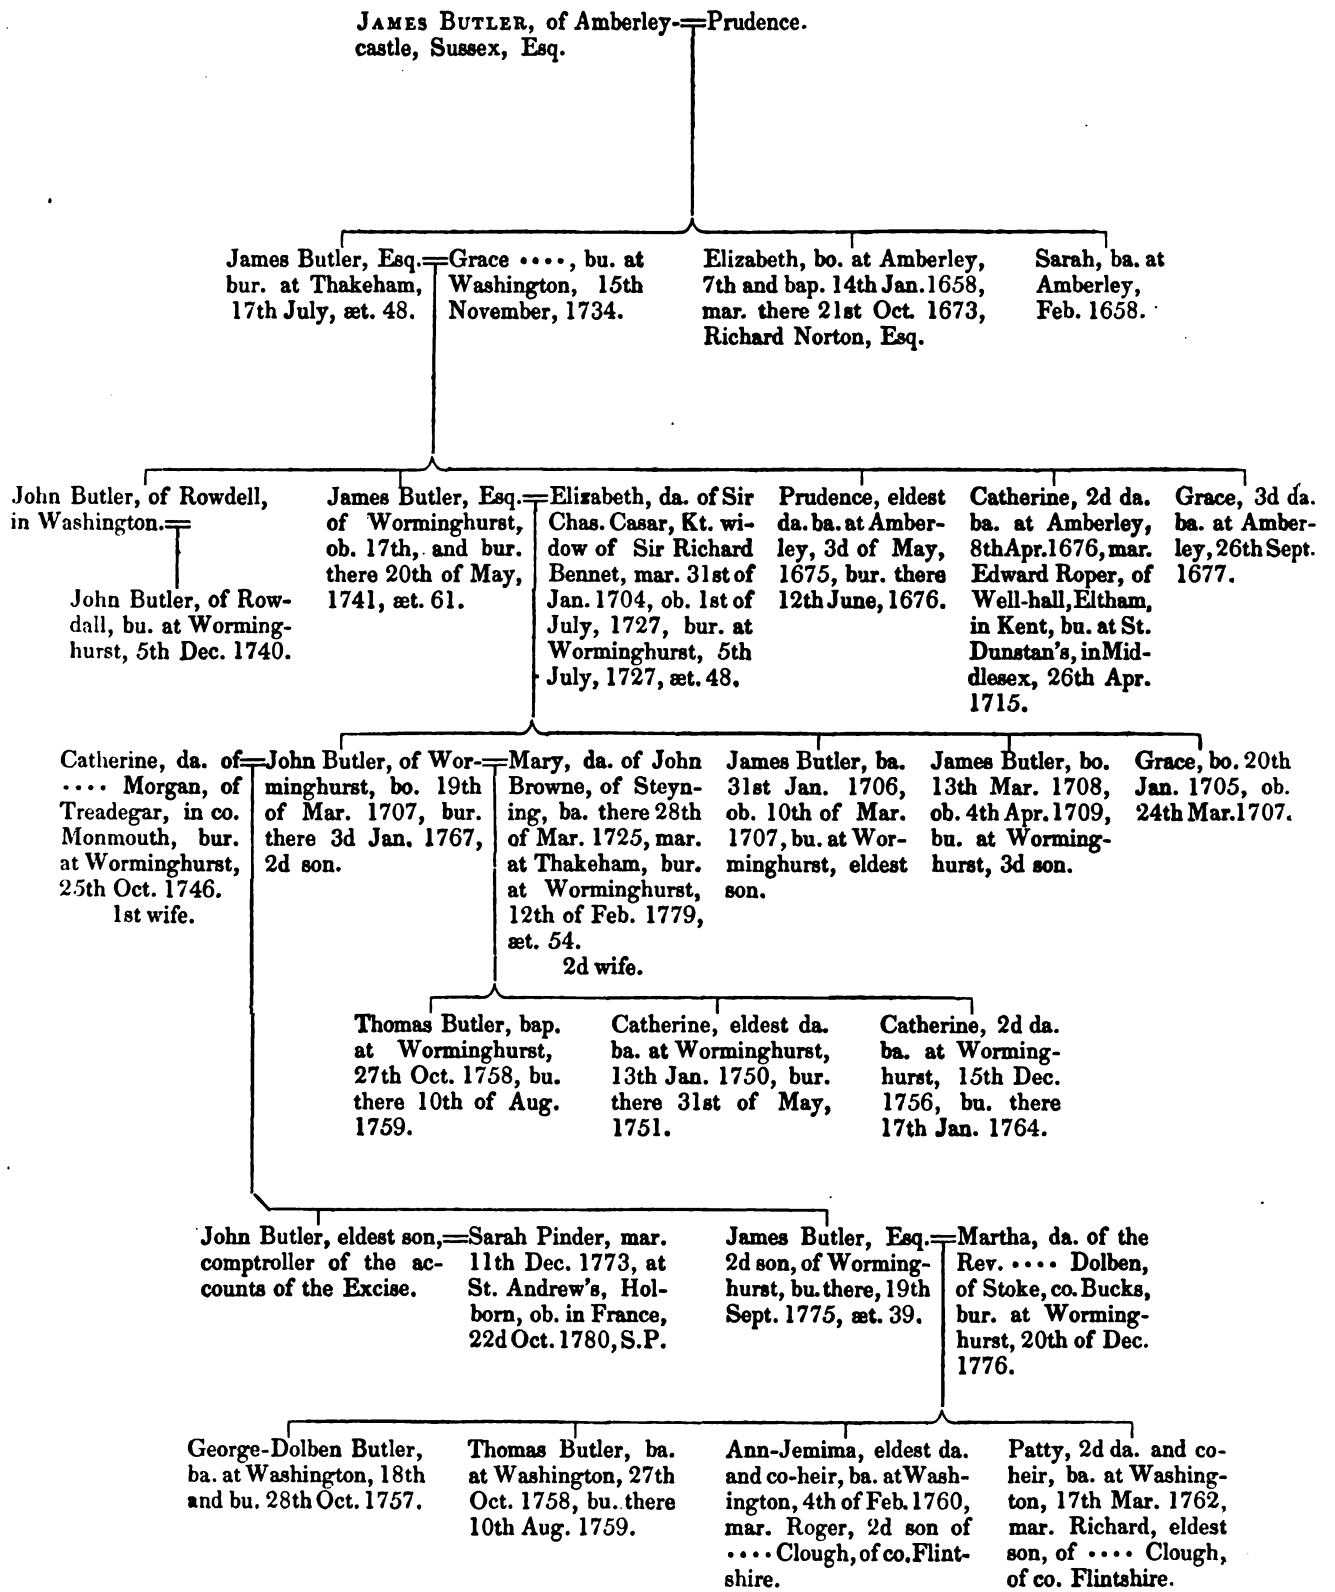 JAMES BUTLER, of Amberley-=Prudence.
castle, Sussex, Esq.
James Butler, Esq.=
bur. at Thakeham,
17th July, æt. 48.
Grace ····, bu. at
Washington, 15th
November, 1734.
Elizabeth, bo. at Amberley,
7th and bap. 14th Jan. 1658,
mar. there 21st Oct. 1673,
Richard Norton, Esq.
Sarah, ba. at
Amberley,
Feb. 1658.
John Butler, of Rowdell,
in Washington.=
John Butler, of Row-
dall, bu. at Worming-
hurst, 5th Dec. 1740.
James Butler, Esq.=
of Worminghurst,
ob. 17th, and bur.
there 20th of May,
1741, æt. 61.
Elizabeth, da. of Sir
Chas. Casar, Kt. wi-
dow of Sir Richard
Bennet, mar. 31st of
Jan. 1704, ob. 1st of
July, 1727, bur. at
Worminghurst, 5th
July, 1727, æt. 48.
Prudence, eldest
da. ba. at Amber-
ley, 3d of May,
1675, bur. there
12th June, 1676.
Catherine, 2d da.
ba. at Amberley,
8th Apr. 1676, mar.
Edward Roper, of
Well-hall, Eltham,
in Kent, bu. at St.
Dunstan's, in Mid-
dlesex, 26th Apr.
1715.
Grace, 3d da.
ba. at Amber-
ley, 26th Sept.
1677.
Catherine, da. of=
···· Morgan, of
Treadegar, in co.
Monmouth, bur.
at Worminghurst,
25th Oct. 1746.
1st wife.
John Butler, of Wor-=
minghurst, bo. 19th
of Mar. 1707, bur.
there 3d Jan. 1767,
2d son.
Mary, da. of John
Browne, of Steyn-
ing, ba. there 28th
of Mar. 1725, mar.
at Thakeham, bur.
at Worminghurst,
12th of Feb. 1779,
æt. 54.
2d wife.
James Butler, ba.
31st Jan. 1706,
ob. 10th of Mar.
1707, bu. at Wor-
minghurst, eldest
son.
James Butler, bo.
13th Mar. 1708,
ob. 4th Apr. 1709,
bu. at Worming-
hurst, 3d son.
Grace, bo. 20th
Jan. 1705, ob.
24th Mar. 1707.
Thomas Butler, bap.
at Worminghurst,
27th Oct. 1758, bu.
there 10th of Aug.
1759.
Catherine, eldest da.
ba. at Worminghurst,
13th Jan. 1750, bur.
there 31st of May,
1751.
Catherine, 2d da.
ba. at Worming-
hurst, 15th Dec.
1756, bu. there
17th Jan. 1764.
John Butler, eldest son,=
comptroller of the ac-
counts of the Excise.
Sarah Pinder, mar.
11th Dec. 1773, at
St. Andrew's, Hol-
born, ob. in France,
22d Oct. 1780, S.P.
James Butler, Esq.=
2d son, of Worming-
hurst, bu. there, 19th
Sept. 1775, æt. 39.
Martha, da. of the
Rev. ···· Dolben,
of Stoke, co. Bucks,
bur. at Worming-
hurst, 20th of Dec.
1776.
George-Dolben Butler,
ba. at Washington, 18th
and bu. 28th Oct. 1757.
Thomas Butler, ba.
at Washington, 27th
Oct. 1758, bu. there
10th Aug. 1759.
Ann-Jemima, eldest da.
and co-heir, ba. at Wash-
ington, 4th of Feb. 1760,
mar. Roger, 2d son of
···· Clough, of co. Flint-
shire.
Patty, 2d da. and co-
heir, ba. at Washing-
ton, 17th Mar. 1762,
mar. Richard, eldest
son, of ···· Clough,
of co. Flintshire.